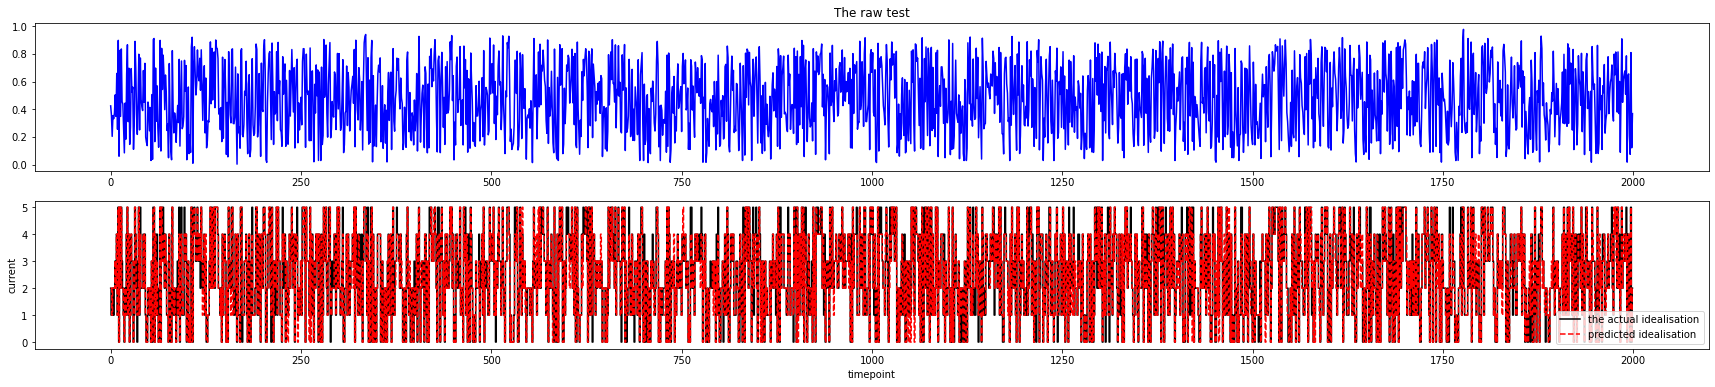 The raw test
1.0
0.8
0.6
0.4
0.2
0.0
0 250 500 750 1000 1250 1500 1750 2000
5
4
3
2
1
0
current
the actual idealisation
predicted idealisation
0 250 500 750 1000 1250 1500 1750 2000
timepoint